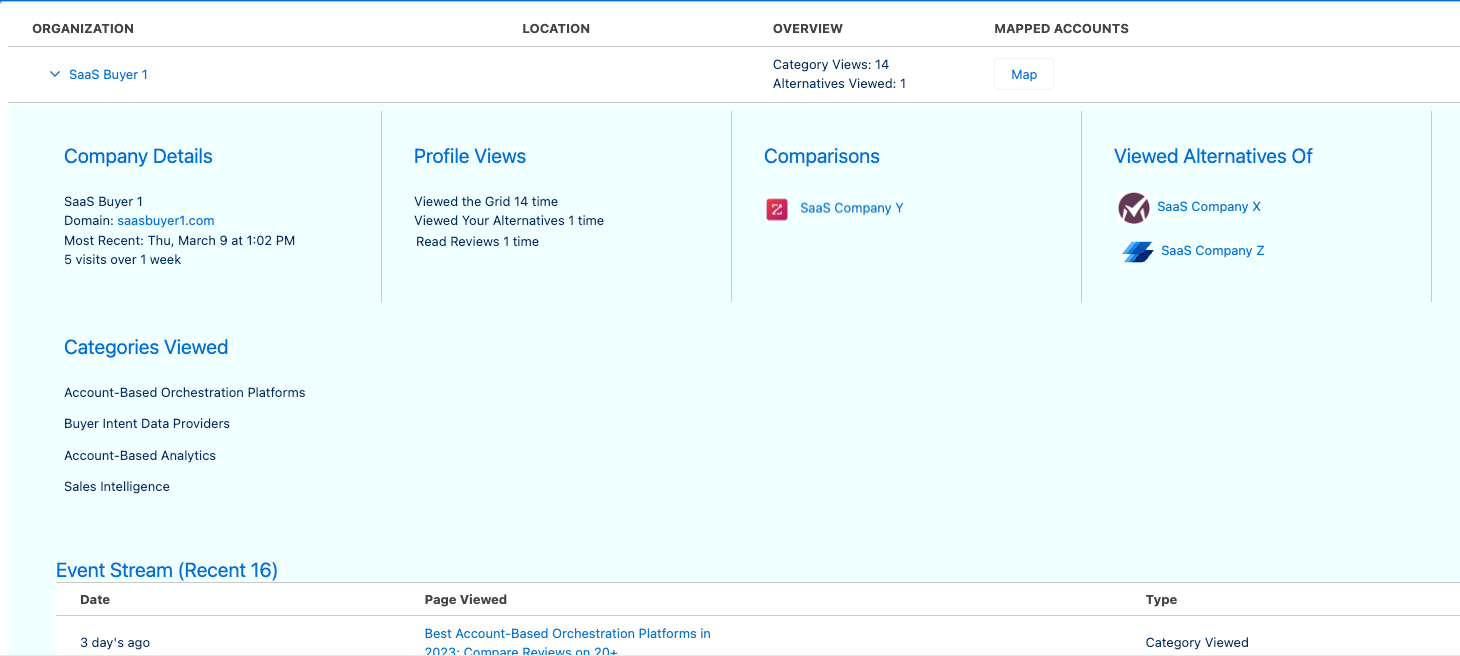 ORGANIZATION LOCATION OVERVIEW MAPPED ACCOUNTS
SaaS Buyer 1
Category Views: 14
Alternatives Viewed: 1
Map
Company Details
SaaS Buyer 1
Domain: saasbuyer1.com
Most Recent: Thu, March 9 at 1:02 PM
5 visits over 1 week
Profile Views
Viewed the Grid 14 time
Viewed Your Alternatives 1 time
Read Reviews 1 time
Comparisons
SaaS Company Y
Viewed Alternatives Of
SaaS Company X
SaaS Company Z
Categories Viewed
Account-Based Orchestration Platforms
Buyer Intent Data Providers
Account-Based Analytics
Sales Intelligence
Event Stream (Recent 16)
Date Page Viewed Type
3 day's ago
Best Account-Based Orchestration Platforms in
2023: Compare Reviews on 20+
Category Viewed